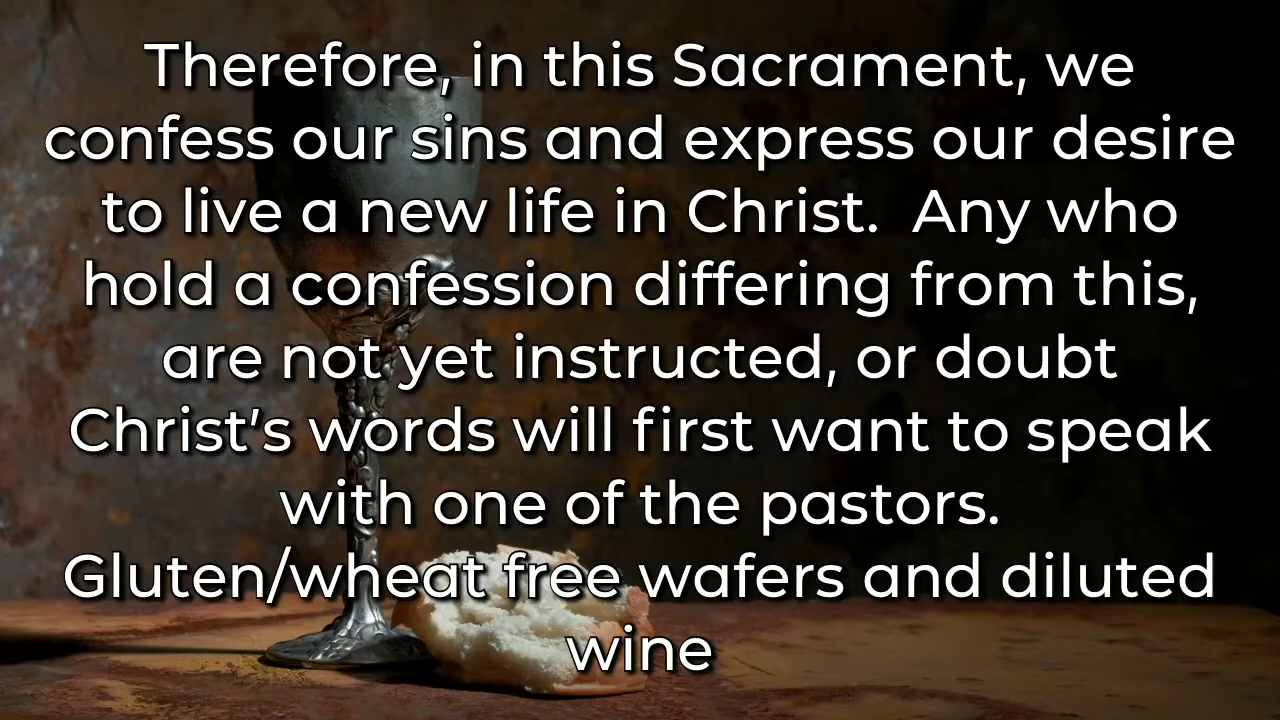 Therefore, in this Sacrament, we
confess our sins and express our desire
to live a new life in Christ.  Any who
hold a confession differing from this,
are not yet instructed, or doubt
Christ’s words will first want to speak
with one of the pastors.
Gluten/wheat free wafers and diluted
wine